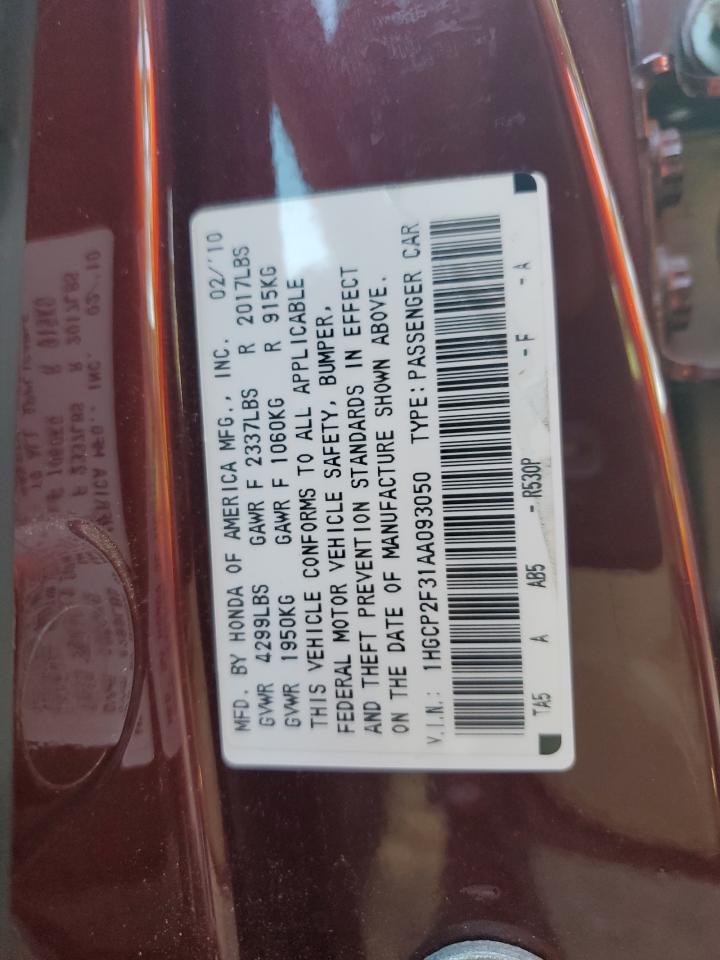 MFD. BY HONDA OF AMERICA MFG., INC. 02/'10
GVWR 4299LBS GAWR F 2337LBS R 2017LBS
GVWR 1950KG GAWR F 1060KG R 915KG
THIS VEHICLE CONFORMS TO ALL APPLICABLE
FEDERAL MOTOR VEHICLE SAFETY, BUMPER,
AND THEFT PREVENTION STANDARDS IN EFFECT
ON THE DATE OF MANUFACTURE SHOWN ABOVE.
V.I.N.: 1HGCP2F31AA093050 TYPE: PASSENGER CAR
TA5 A AB5 - R530P - F - A